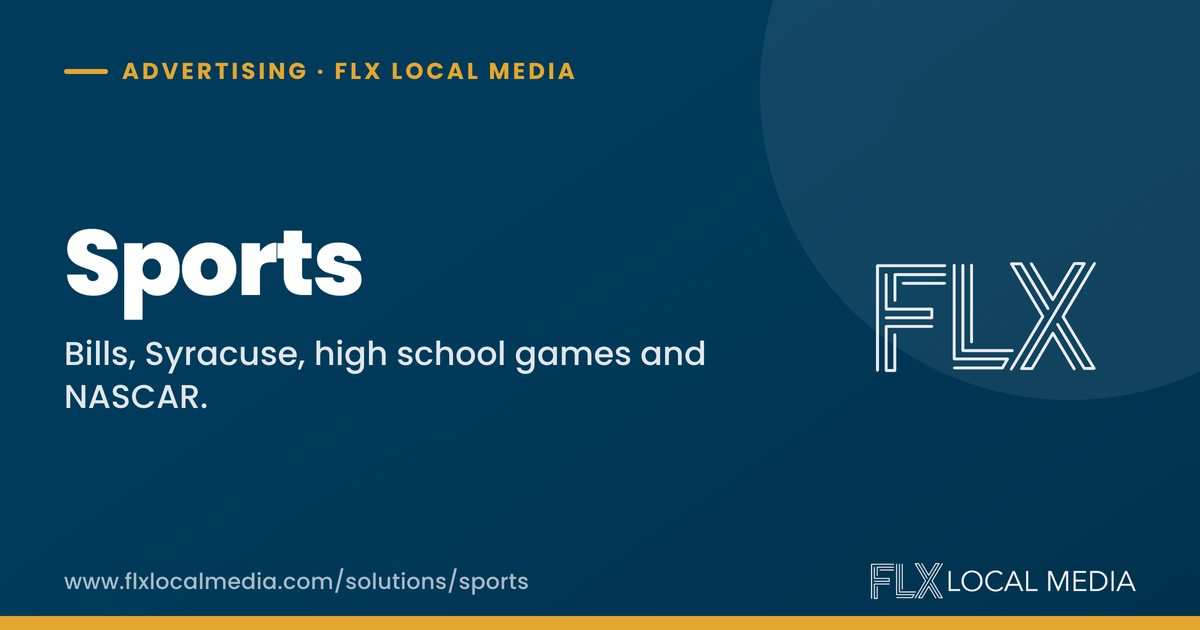 ADVERTISING · FLX LOCAL MEDIA
Sports
Bills, Syracuse, high school games and
NASCAR.
FLX
www.flxlocalmedia.com/solutions/sports
FLX LOCAL MEDIA